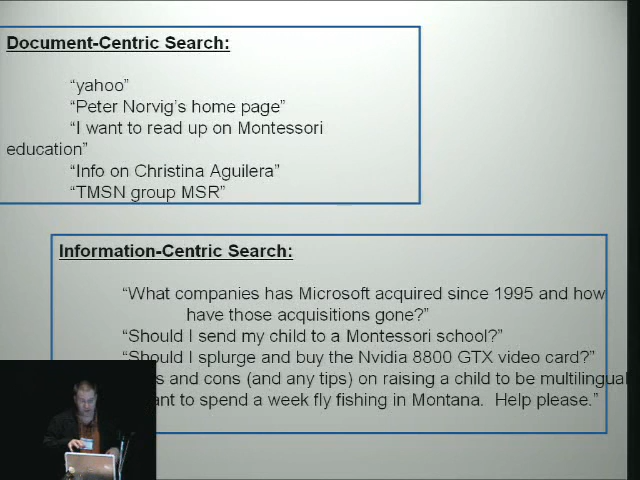 Document-Centric Search:
"yahoo"
"Peter Norvig's home page"
"I want to read up on Montessori
education"
"Info on Christina Aguilera"
"TMSN group MSR"
Information-Centric Search:
"What companies has Microsoft acquired since 1995 and how
have those acquisitions gone?"
"Should I send my child to a Montessori school?"
"Should I splurge and buy the Nvidia 8800 GTX video card?"
and cons (and any tips) on raising a child to be multilingual
to spend a week fly fishing in Montana. Help please."